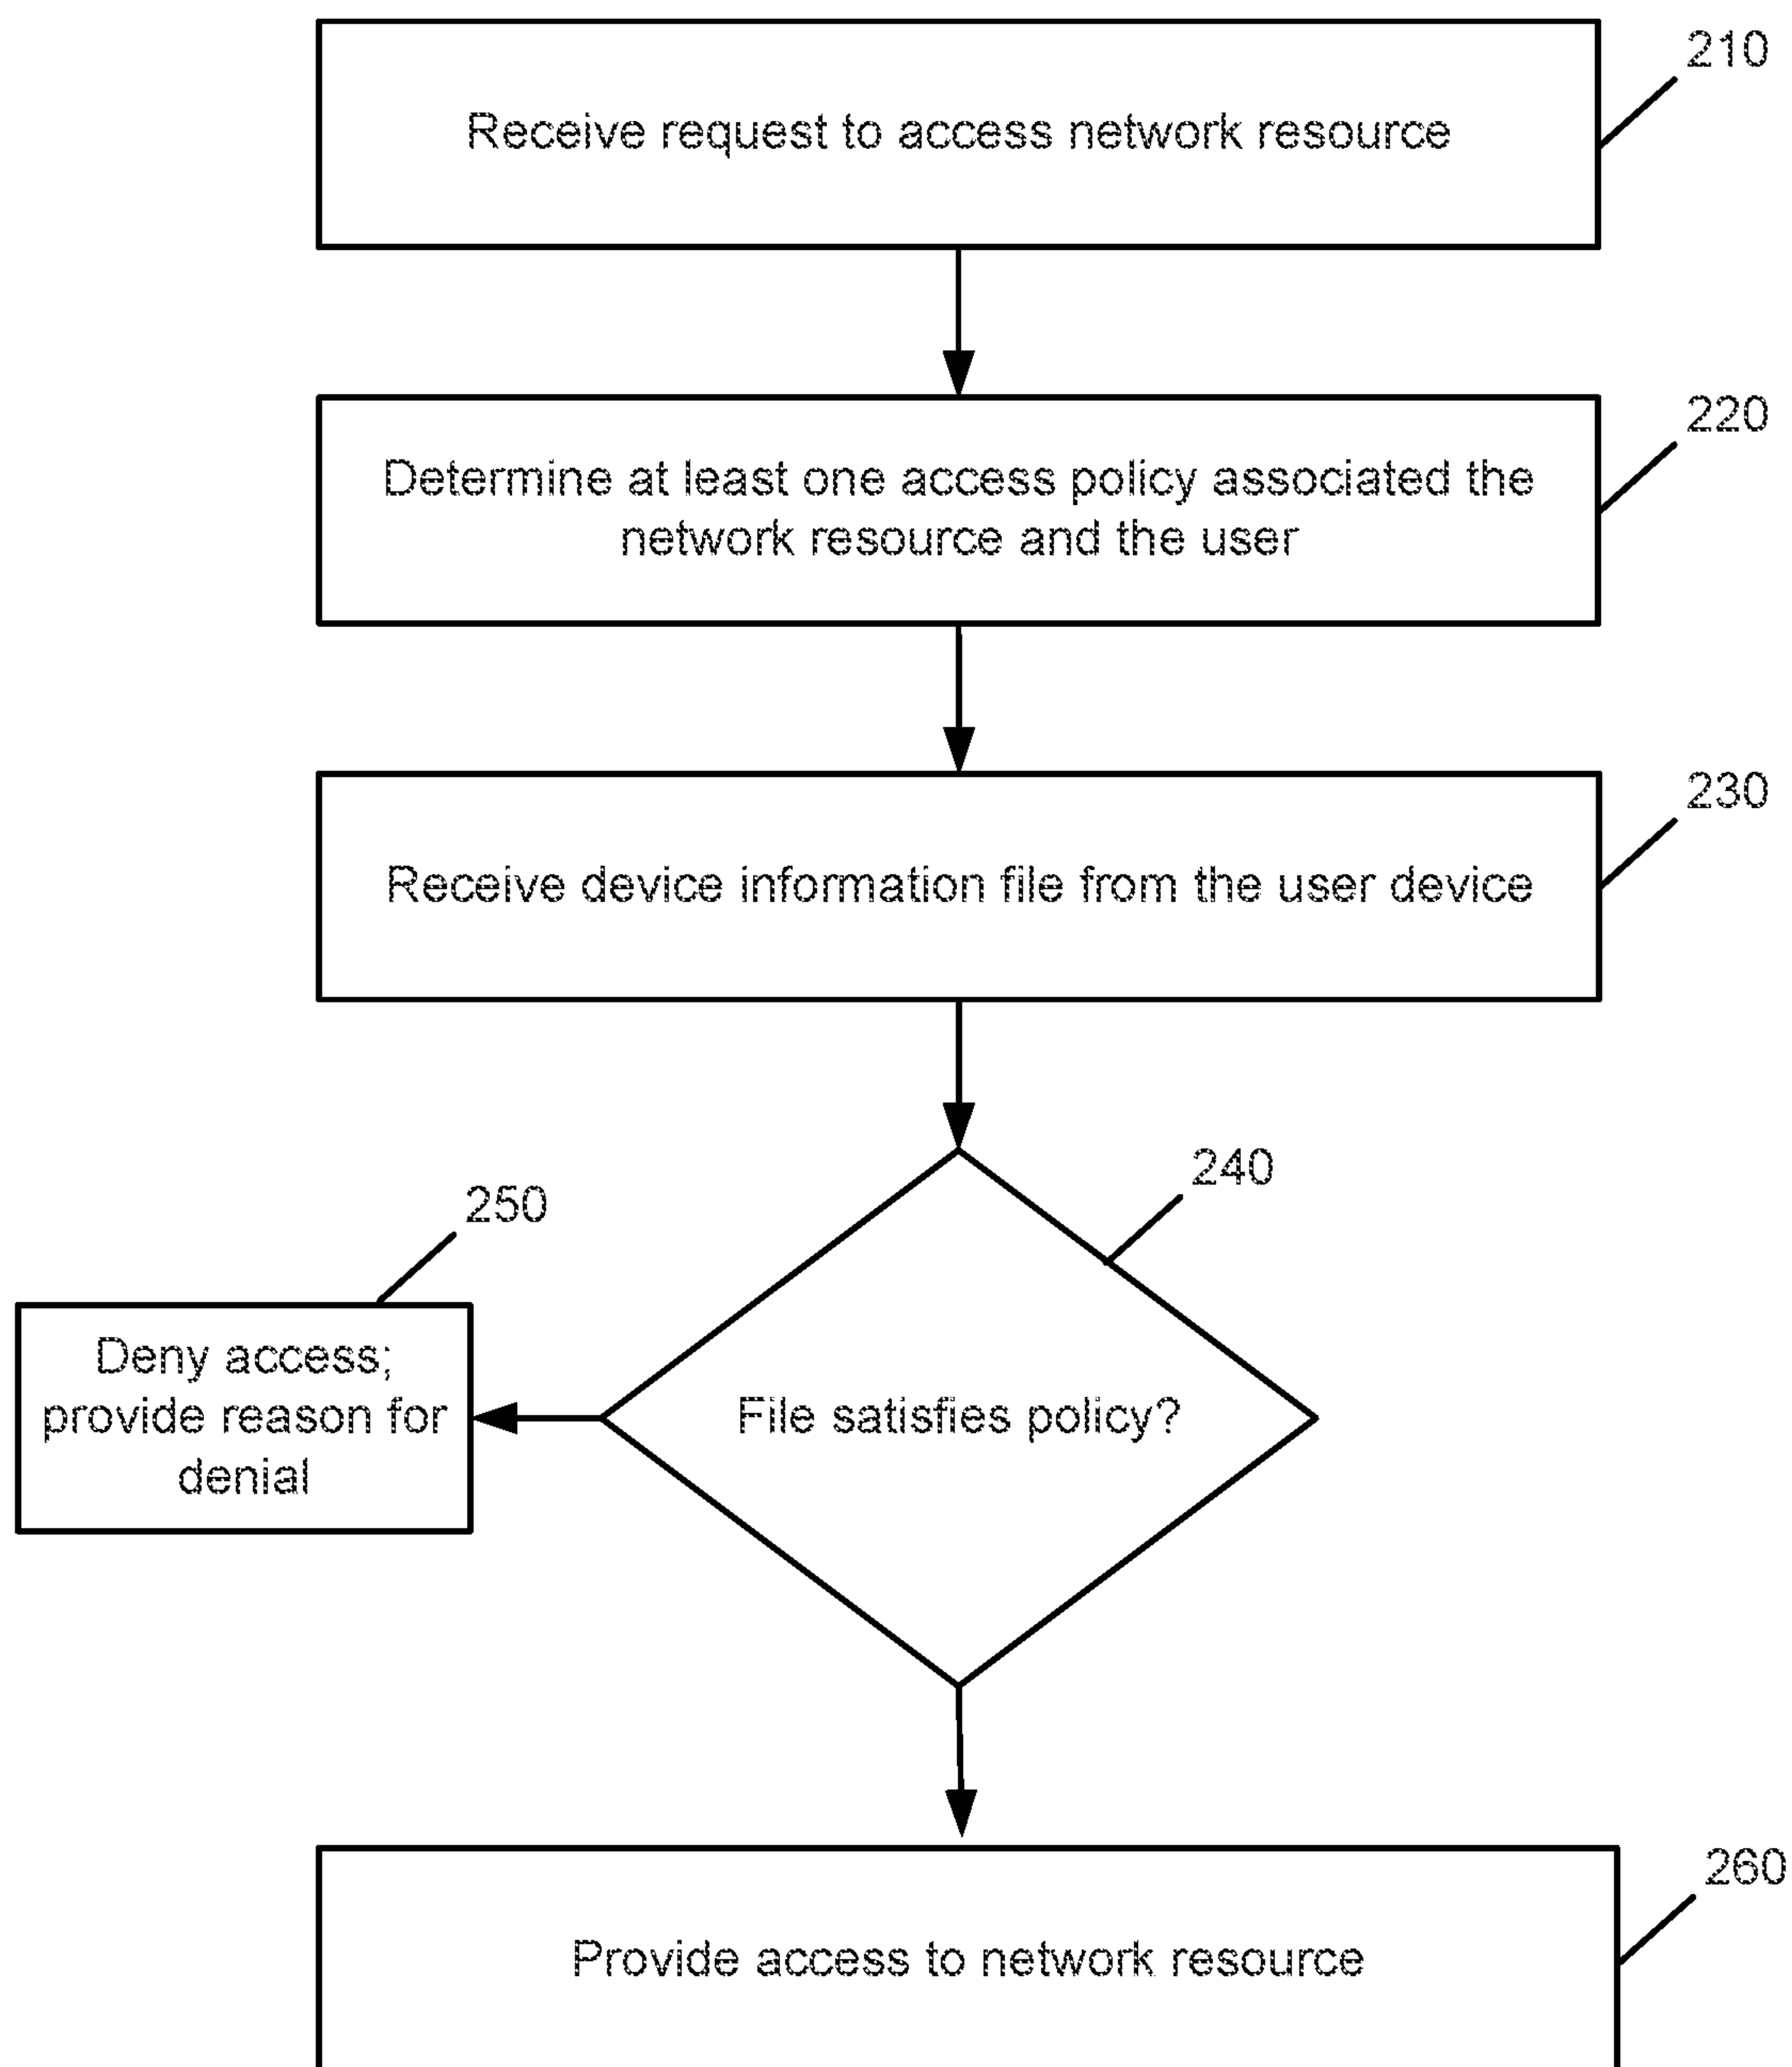 210
Receive request to access network resource
220
Determine at least one access policy associated the
network resource and the user
230
Receive device information file from the user device
240
250
Deny access;
provide reason for
denial
File satisfies policy?
260
Provide access to network resource